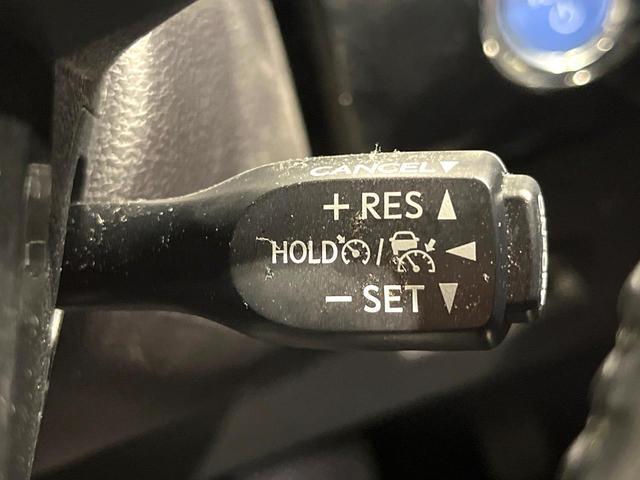 CANCEL
+ RES
HOLD /
− SET